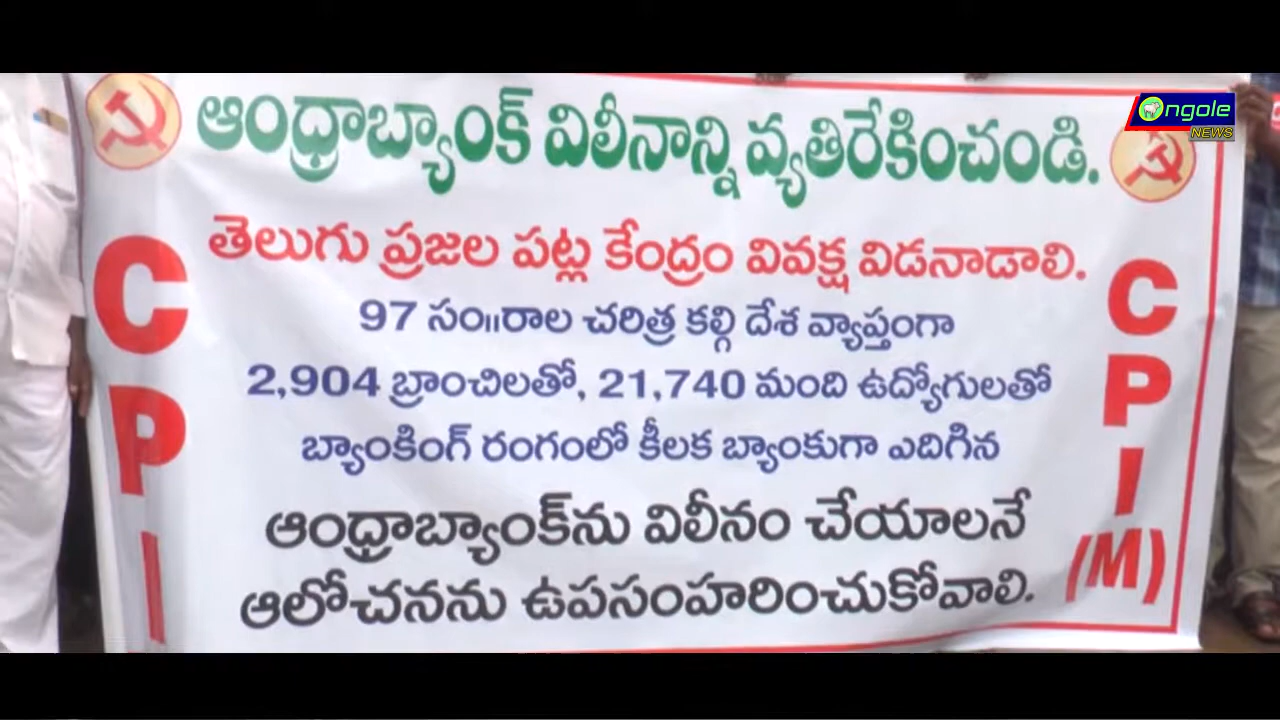 Ongole
NEWS
ఆంధ్రాబ్యాంక్ విలీనాన్ని వ్యతిరేకించండి.
తెలుగు ప్రజల పట్ల కేంద్రం వివక్ష విడనాడాలి.
97 సం౹౹రాల చరిత్ర కల్గి దేశ వ్యాప్తంగా
2,904 బ్రాంచిలతో, 21,740 మంది ఉద్యోగులతో
బ్యాంకింగ్ రంగంలో కీలక బ్యాంకుగా ఎదిగిన
ఆంధ్రాబ్యాంక్‌ను విలీనం చేయాలనే
ఆలోచనను ఉపసంహరించుకోవాలి.
CPI
CPI(M)